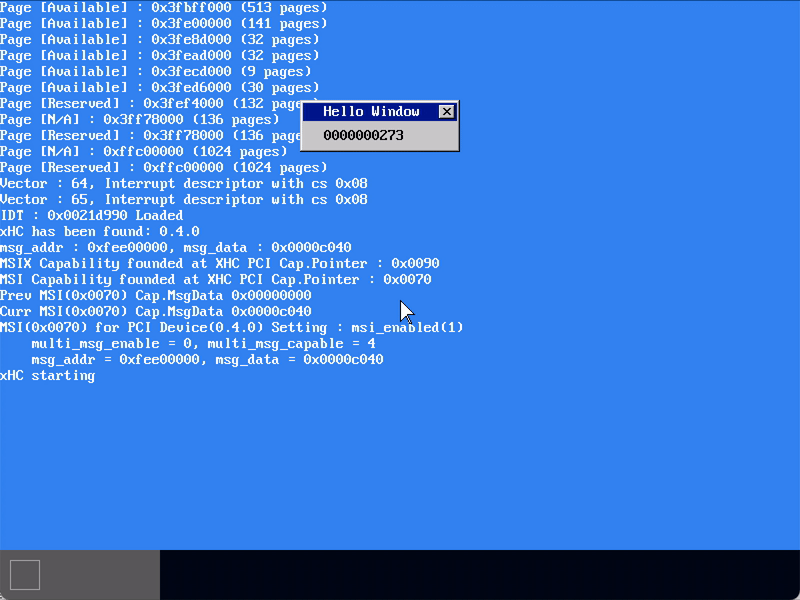 Page [Available] : 0x3fbff000 (513 pages)
Page [Available] : 0x3fe00000 (141 pages)
Page [Available] : 0x3fe8d000 (32 pages)
Page [Available] : 0x3fead000 (32 pages)
Page [Available] : 0x3fecd000 (9 pages)
Page [Available] : 0x3fed6000 (30 pages)
Page [Reserved] : 0x3fef4000 (132 page
Hello Window
Page [N/A] : 0x3ff78000 (136 pages)
Page [Reserved] : 0x3ff78000 (136 page
0000000273
Page [N/A] : 0xffc00000 (1024 pages)
Page [Reserved] : 0xffc00000 (1024 pages)
Vector : 64, Interrupt descriptor with cs 0x08
Vector : 65, Interrupt descriptor with cs 0x08
IDT : 0x0021d990 Loaded
xHC has been found: 0.4.0
msg_addr : 0xfee00000, msg_data : 0x0000c040
MSIX Capability founded at XHC PCI Cap.Pointer : 0x0090
MSI Capability founded at XHC PCI Cap.Pointer : 0x0070
Prev MSI(0x0070) Cap.MsgData 0x00000000
Curr MSI(0x0070) Cap.MsgData 0x0000c040
MSI(0x0070) for PCI Device(0.4.0) Setting : msi_enabled(1)
multi_msg_enable = 0, multi_msg_capable = 4
msg_addr = 0xfee00000, msg_data = 0x0000c040
xHC starting